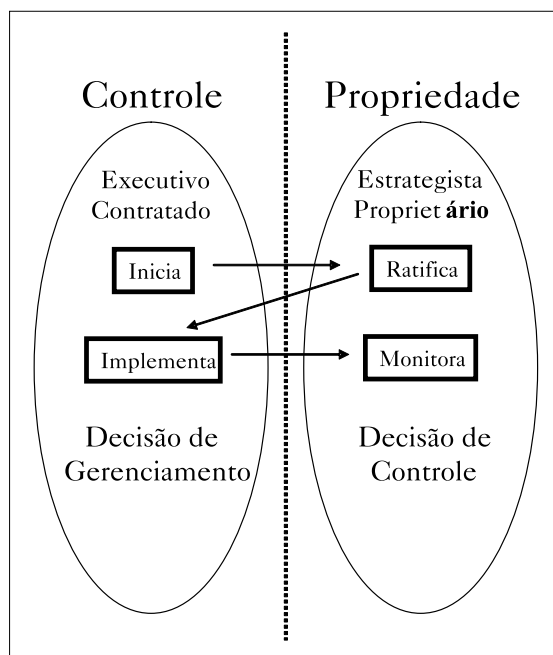 Controle
Executivo
Contratado
Inicia
Implementa
Decisão de
Gerenciamento
Propriedade
Estrategista
Propriet ário
Ratifica
Monitora
Decisão de
Controle